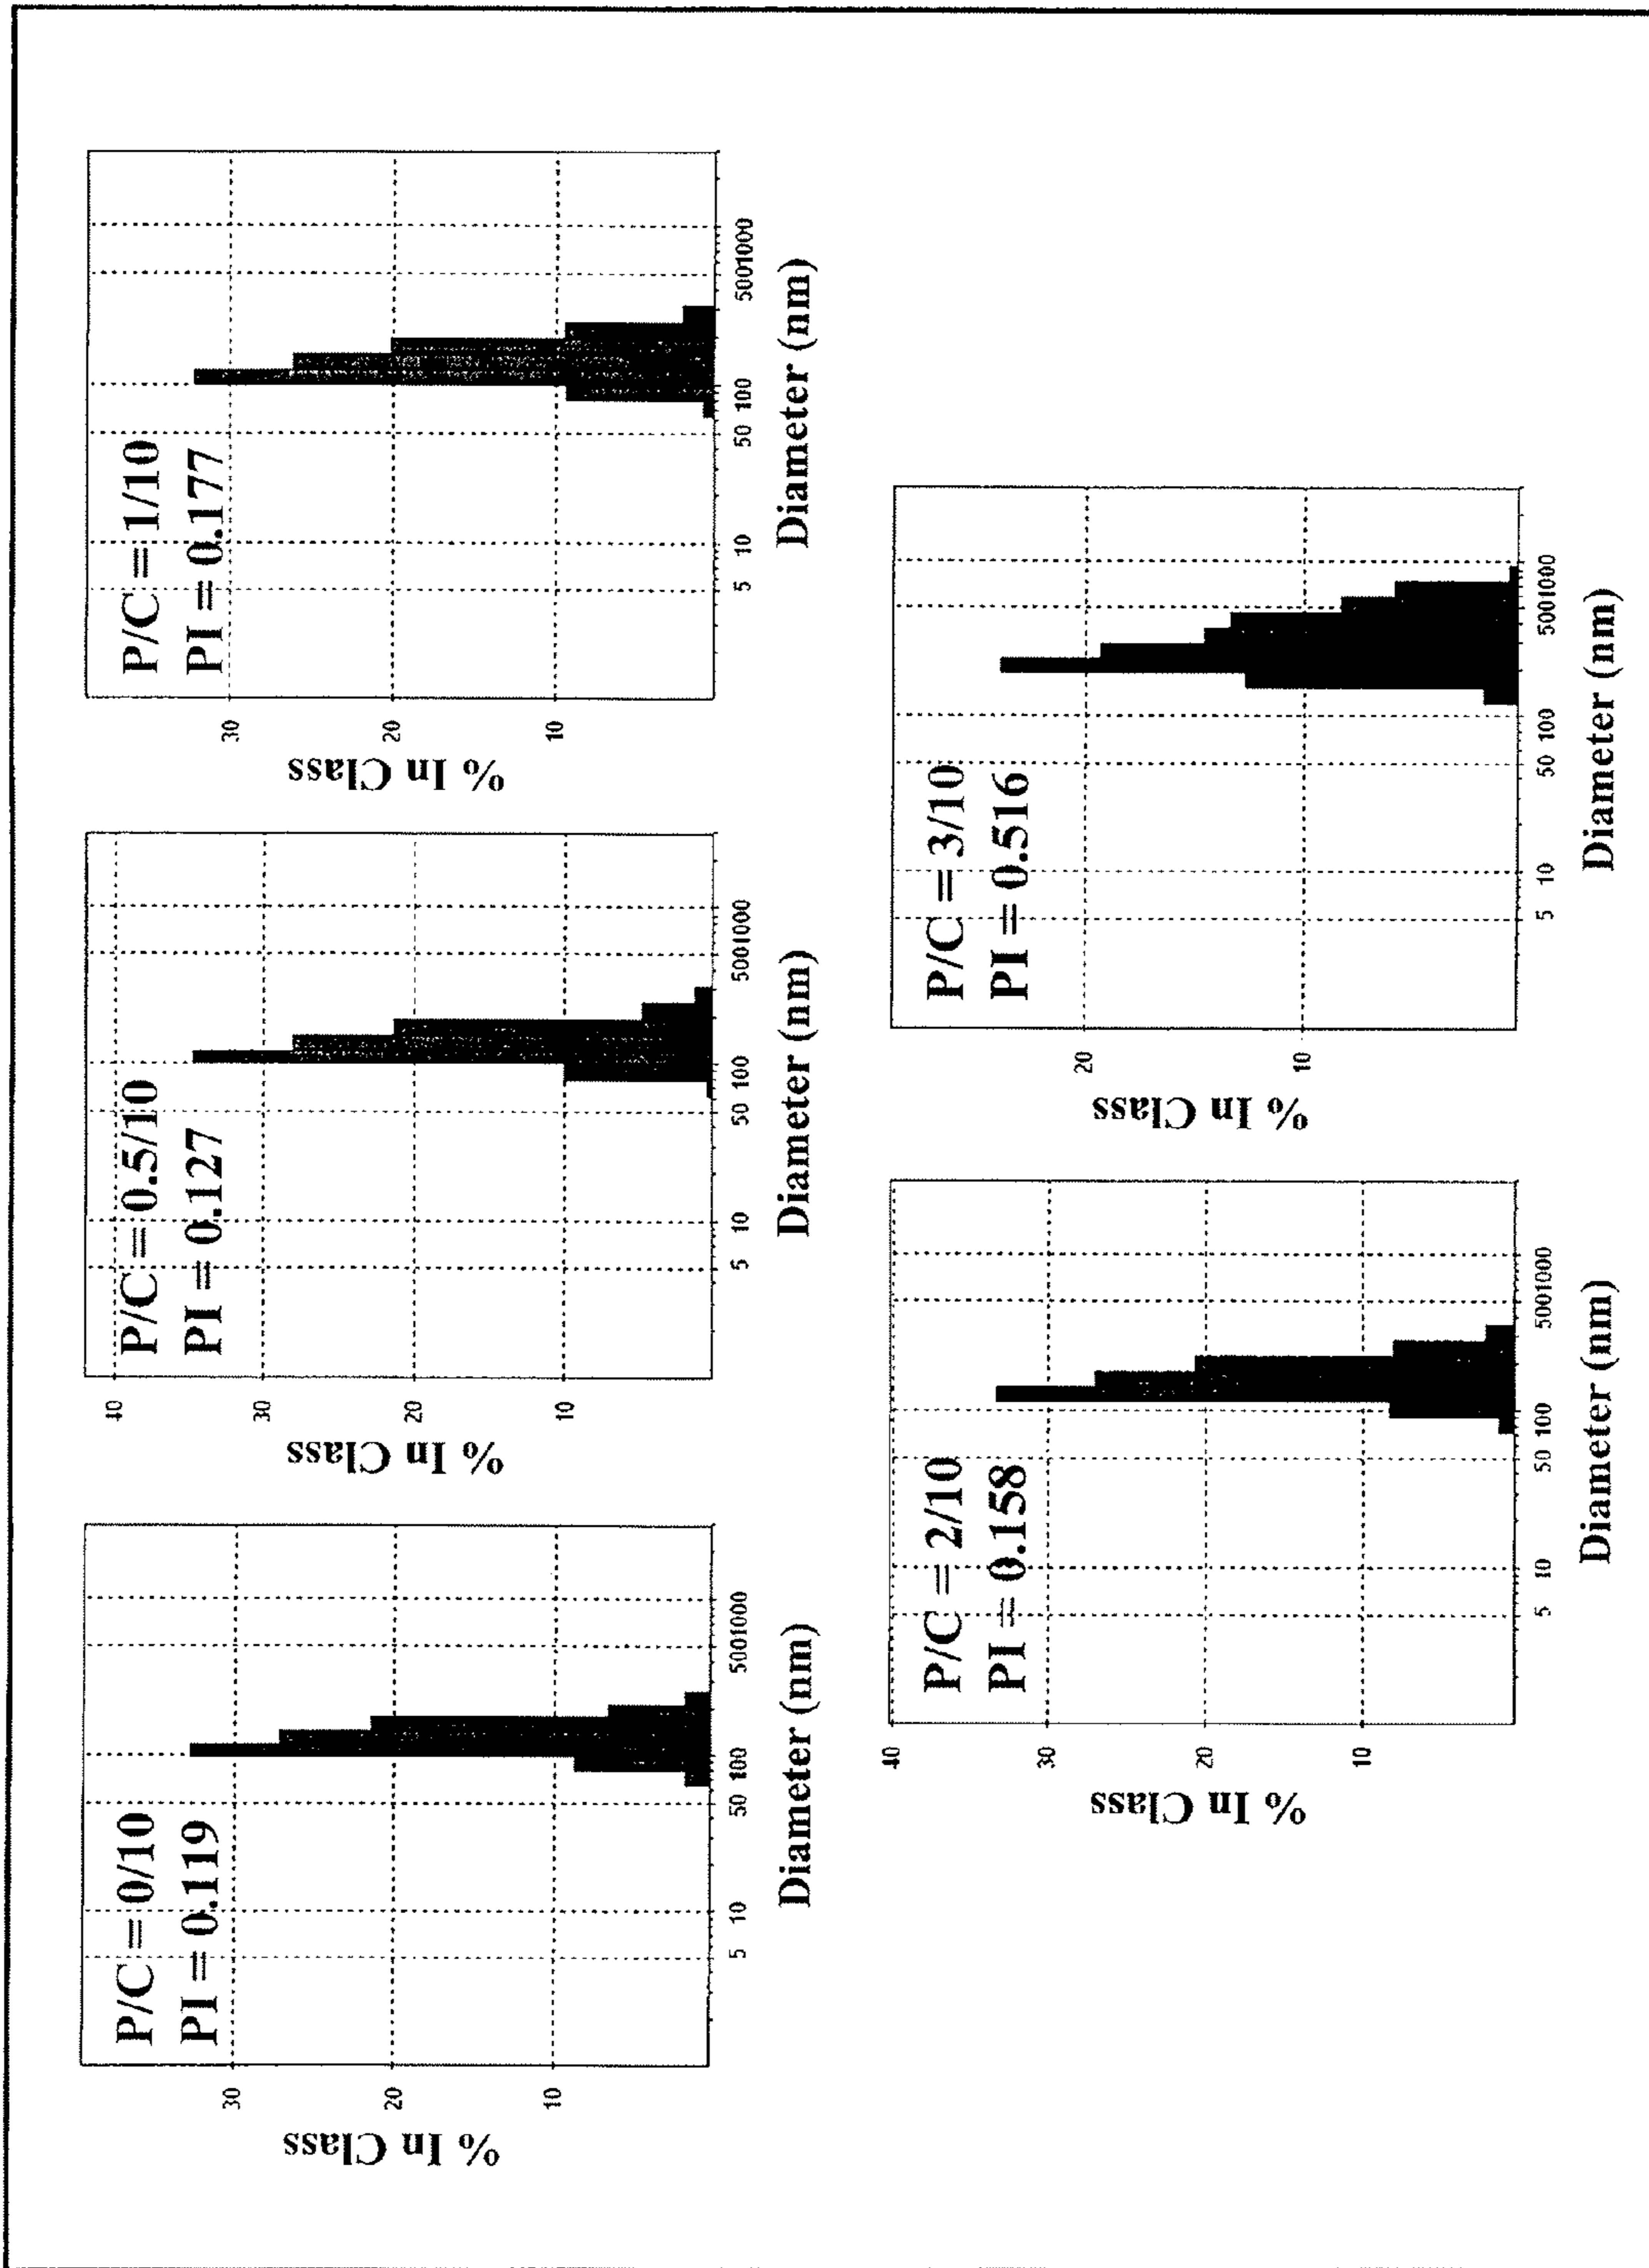 P/C = 0/10
PI = 0.119
% In Class
30
20
10
5 10 50 100 500 1000
Diameter (nm)
P/C = 0.5/10
PI = 0.127
% In Class
40
30
20
10
5 10 50 100 500 1000
Diameter (nm)
P/C = 1/10
PI = 0.177
% In Class
30
20
10
5 10 50 100 500 1000
Diameter (nm)
P/C = 2/10
PI = 0.158
% In Class
40
30
20
10
5 10 50 100 500 1000
Diameter (nm)
P/C = 3/10
PI = 0.516
% In Class
20
10
5 10 50 100 500 1000
Diameter (nm)